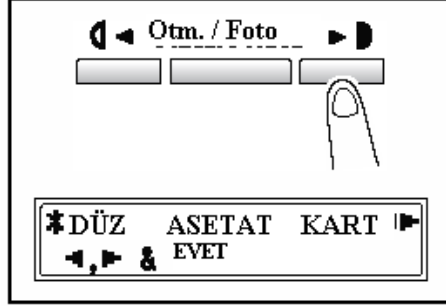 ◄ Otm. / Foto ►
*DÜZ ASETAT KART ►
◄,► & EVET